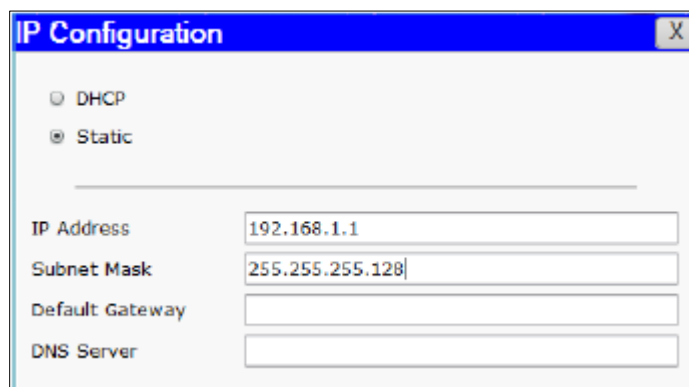 IP Configuration X
DHCP
Static
IP Address 192.168.1.1
Subnet Mask 255.255.255.128
Default Gateway
DNS Server